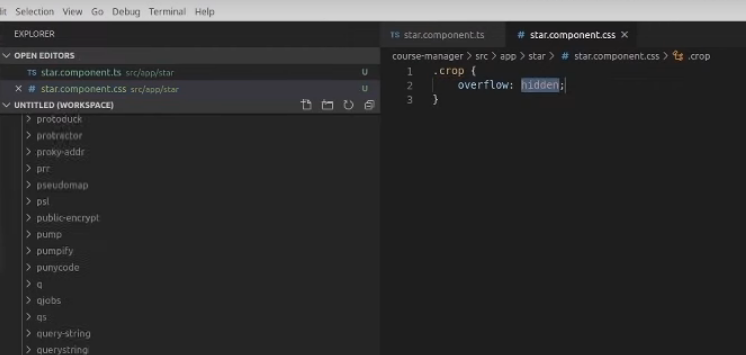 it Selection View Go Debug Terminal Help
EXPLORER
OPEN EDITORS
TS star.component.ts src/app/star U
# star.component.css src/app/star U
UNTITLED (WORKSPACE)
protoduck
protractor
proxy-addr
prr
pseudomap
psl
public-encrypt
pump
pumpify
punycode
q
qjobs
qs
query-string
querystring
TS star.component.ts
# star.component.css
course-manager > src > app > star > # star.component.css > .crop
1 .crop {
2 overflow: hidden;
3 }